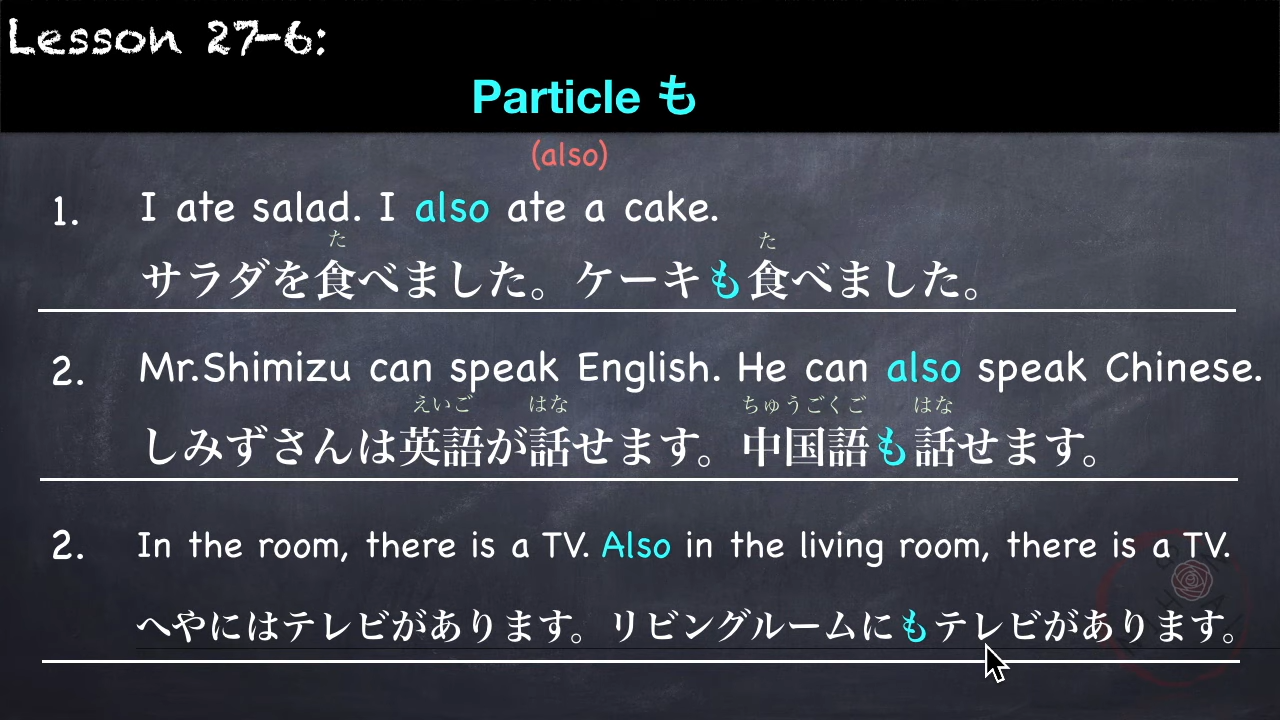 Lesson 27-6:
Particle も
(also)
1. I ate salad. I also ate a cake.
た た
サラダを食べました。ケーキも食べました。
2. Mr.Shimizu can speak English. He can also speak Chinese.
えいご はな ちゅうごくご はな
しみずさんは英語が話せます。中国語も話せます。
2. In the room, there is a TV. Also in the living room, there is a TV.
へやにはテレビがあります。リビングルームにもテレビがあります。